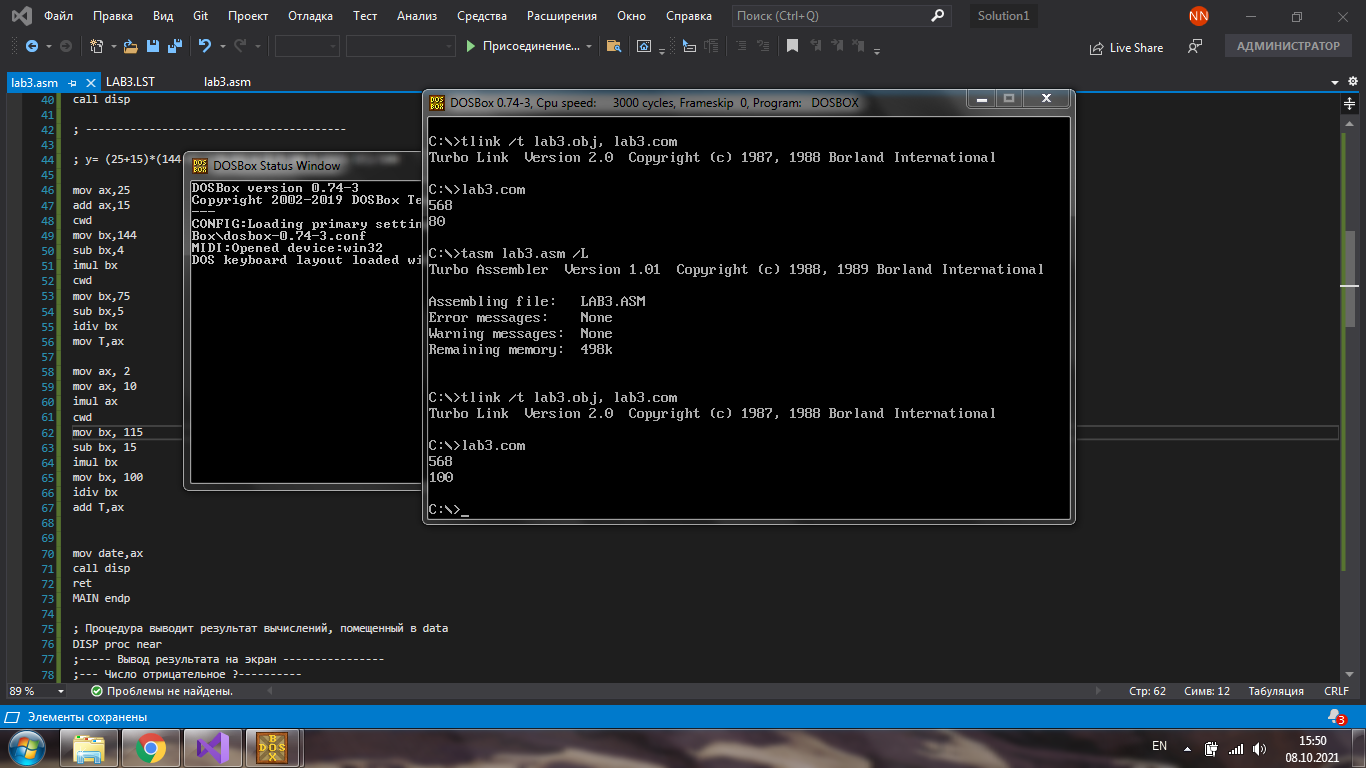 Файл Правка Вид Git Проект Отладка Тест Анализ Средства Расширения Окно Справка Поиск (Ctrl+Q) Solution1 NN
Присоединение... Live Share АДМИНИСТРАТОР
lab3.asm LAB3.LST lab3.asm
40 call disp
41
42 ; -----------------------------------------
43
44 ; y= (25+15)*(144
45
46 mov ax,25
47 add ax,15
48 cwd
49 mov bx,144
50 sub bx,4
51 imul bx
52 cwd
53 mov bx,75
54 sub bx,5
55 idiv bx
56 mov T,ax
57
58 mov ax, 2
59 mov ax, 10
60 imul ax
61 cwd
62 mov bx, 115
63 sub bx, 15
64 imul bx
65 mov bx, 100
66 idiv bx
67 add T,ax
68
69
70 mov date,ax
71 call disp
72 ret
73 MAIN endp
74
75 ; Процедура выводит результат вычислений, помещенный в data
76 DISP proc near
77 ;----- Вывод результата на экран ----------------
78 ;--- Число отрицательное ?----------
DOSBox Status Window
DOSBox version 0.74-3
Copyright 2002-2019 DOSBox Te
---
CONFIG:Loading primary settin
Box\dosbox-0.74-3.conf
MIDI:Opened device:win32
DOS keyboard layout loaded wi
DOSBox 0.74-3, Cpu speed: 3000 cycles, Frameskip 0, Program: DOSBOX
C:\>tlink /t lab3.obj, lab3.com
Turbo Link Version 2.0 Copyright (c) 1987, 1988 Borland International
C:\>lab3.com
568
80
C:\>tasm lab3.asm /L
Turbo Assembler Version 1.01 Copyright (c) 1988, 1989 Borland International
Assembling file: LAB3.ASM
Error messages: None
Warning messages: None
Remaining memory: 498k
C:\>tlink /t lab3.obj, lab3.com
Turbo Link Version 2.0 Copyright (c) 1987, 1988 Borland International
C:\>lab3.com
568
100
C:\>_
89 % Проблемы не найдены. Стр: 62 Симв: 12 Табуляция CRLF
Элементы сохранены 3
DOS BOX EN 15:50
08.10.2021